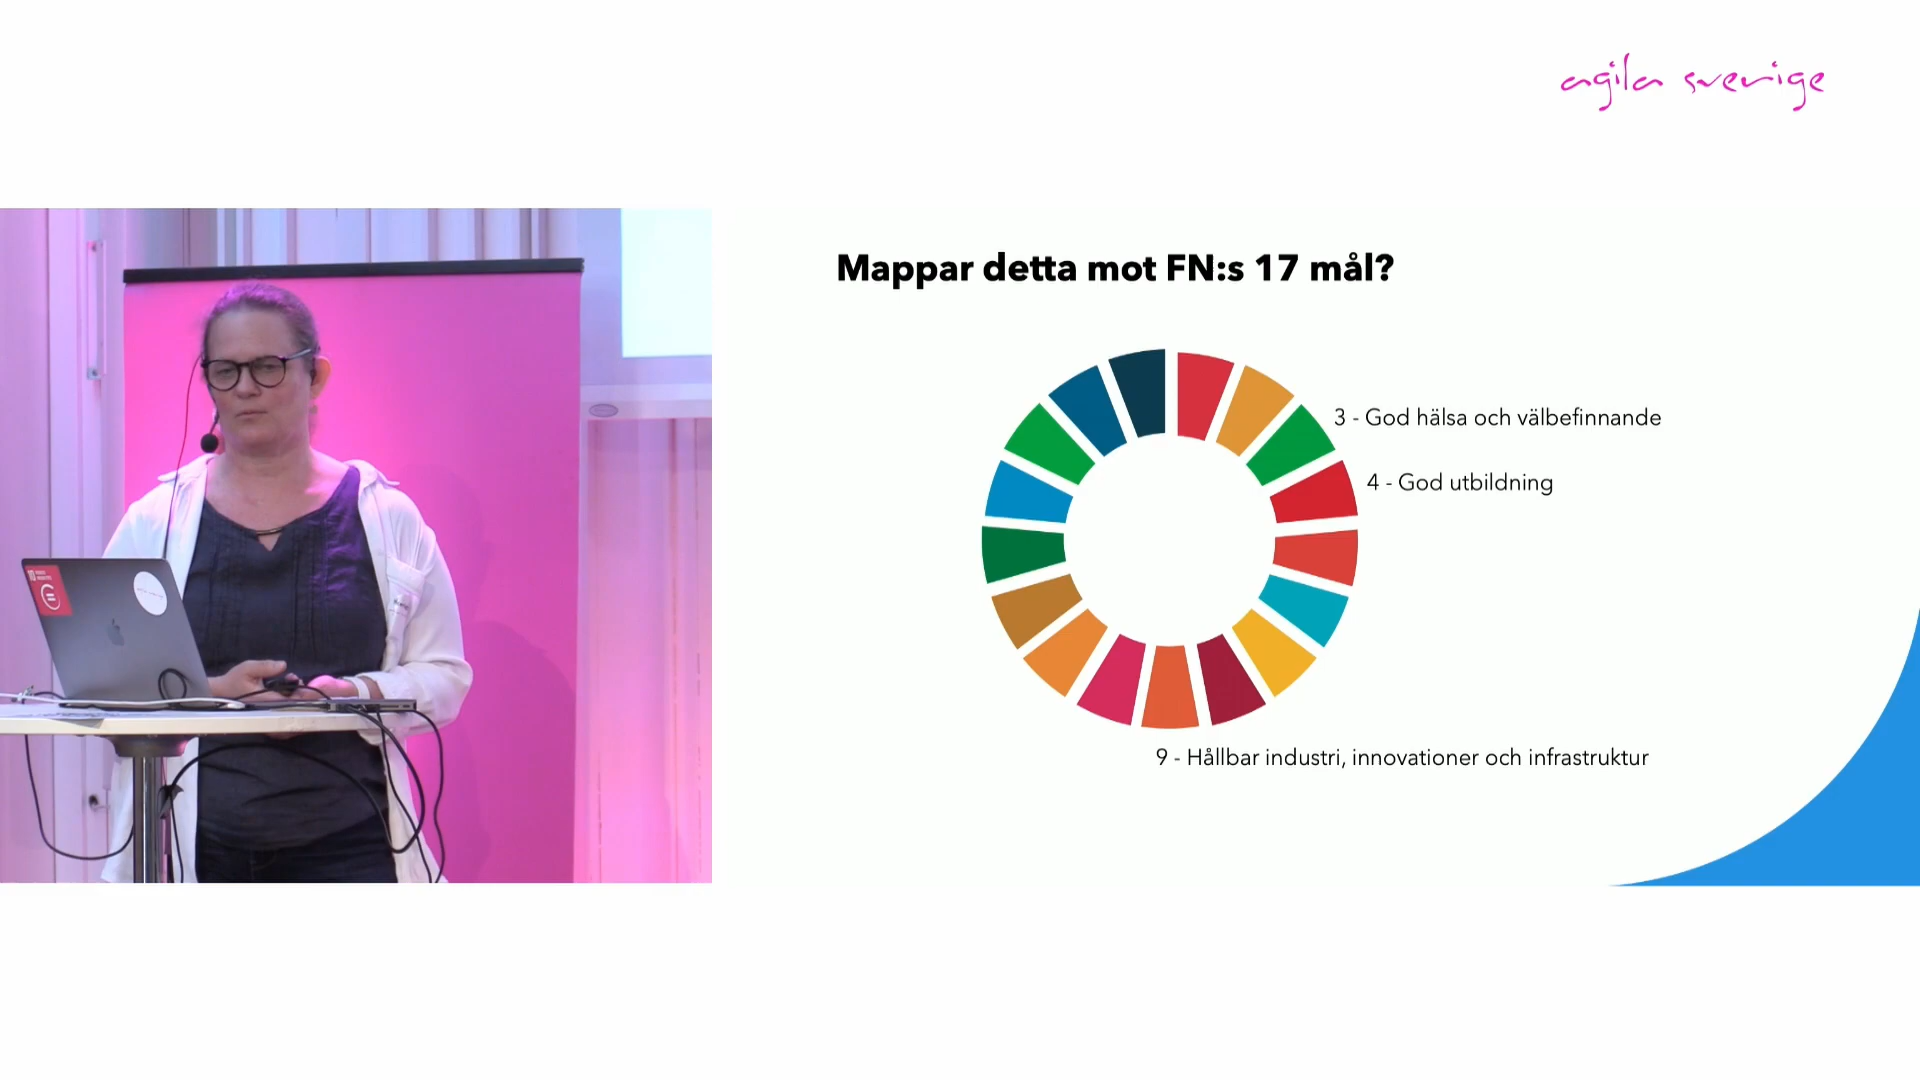 agila sverige
Mappar detta mot FN:s 17 mål?
3 - God hälsa och välbefinnande
4 - God utbildning
9 - Hållbar industri, innovationer och infrastruktur